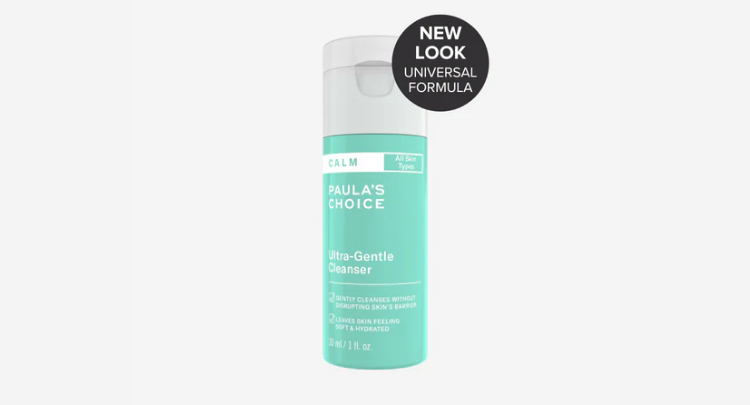 NEW
LOOK
UNIVERSAL
FORMULA
CALM
All Skin
Types
PAULA'S
CHOICE
Ultra-Gentle
Cleanser
GENTLY CLEANSES WITHOUT
DISRUPTING SKIN'S BARRIER
LEAVES SKIN FEELING
SOFT & HYDRATED
30 ml / 1 fl. oz.